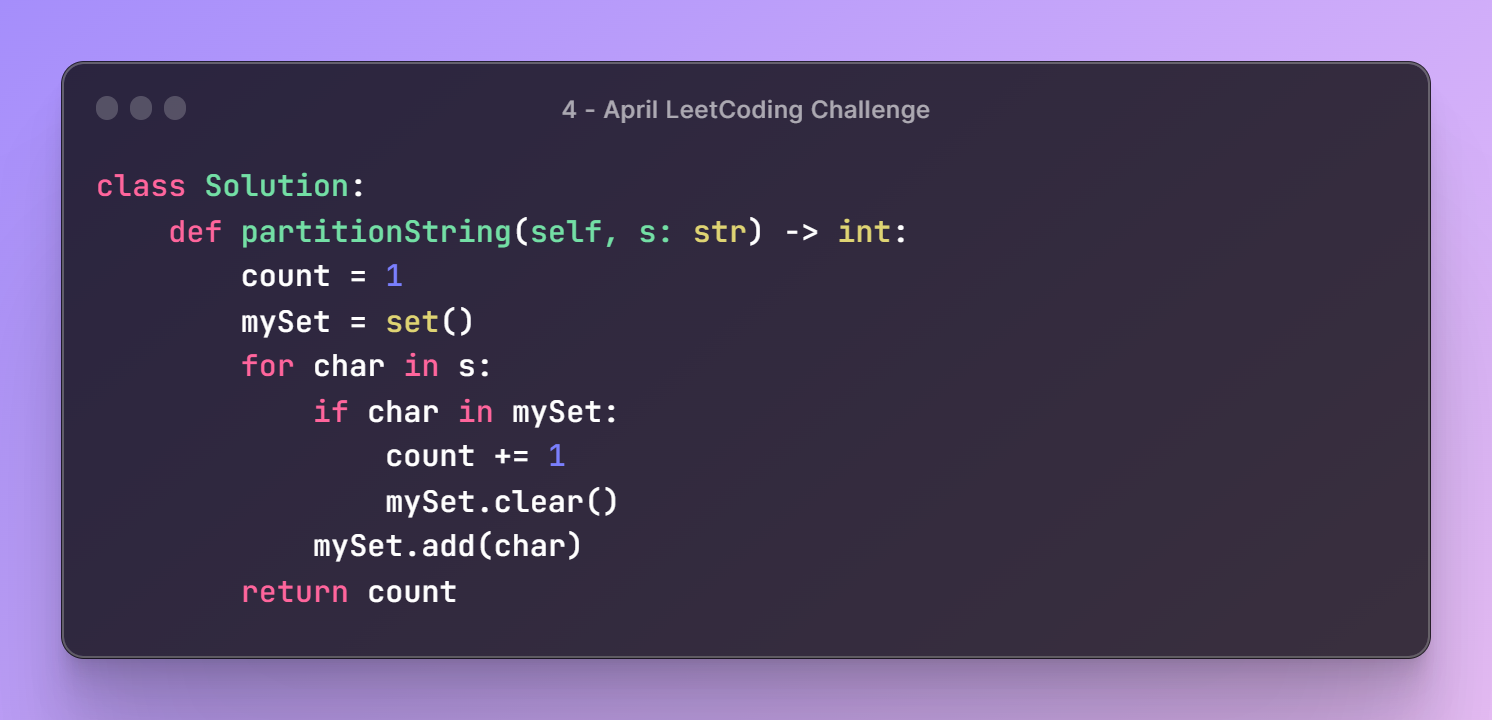 4 - April LeetCoding Challenge
class Solution:
    def partitionString(self, s: str) -> int:
        count = 1
        mySet = set()
        for char in s:
            if char in mySet:
                count += 1
                mySet.clear()
            mySet.add(char)
        return count